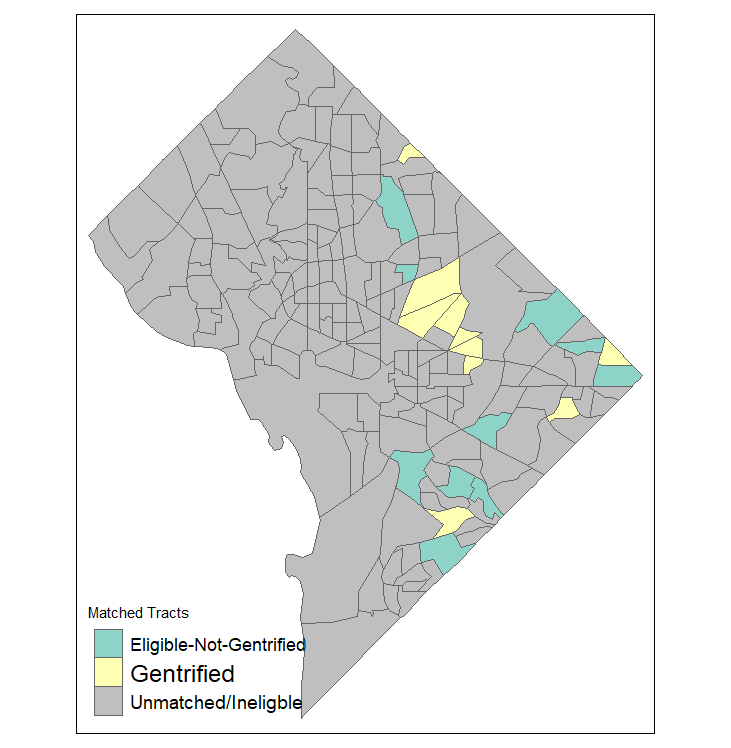 Matched Tracts
Eligible-Not-Gentrified
Gentrified
Unmatched/Ineligble